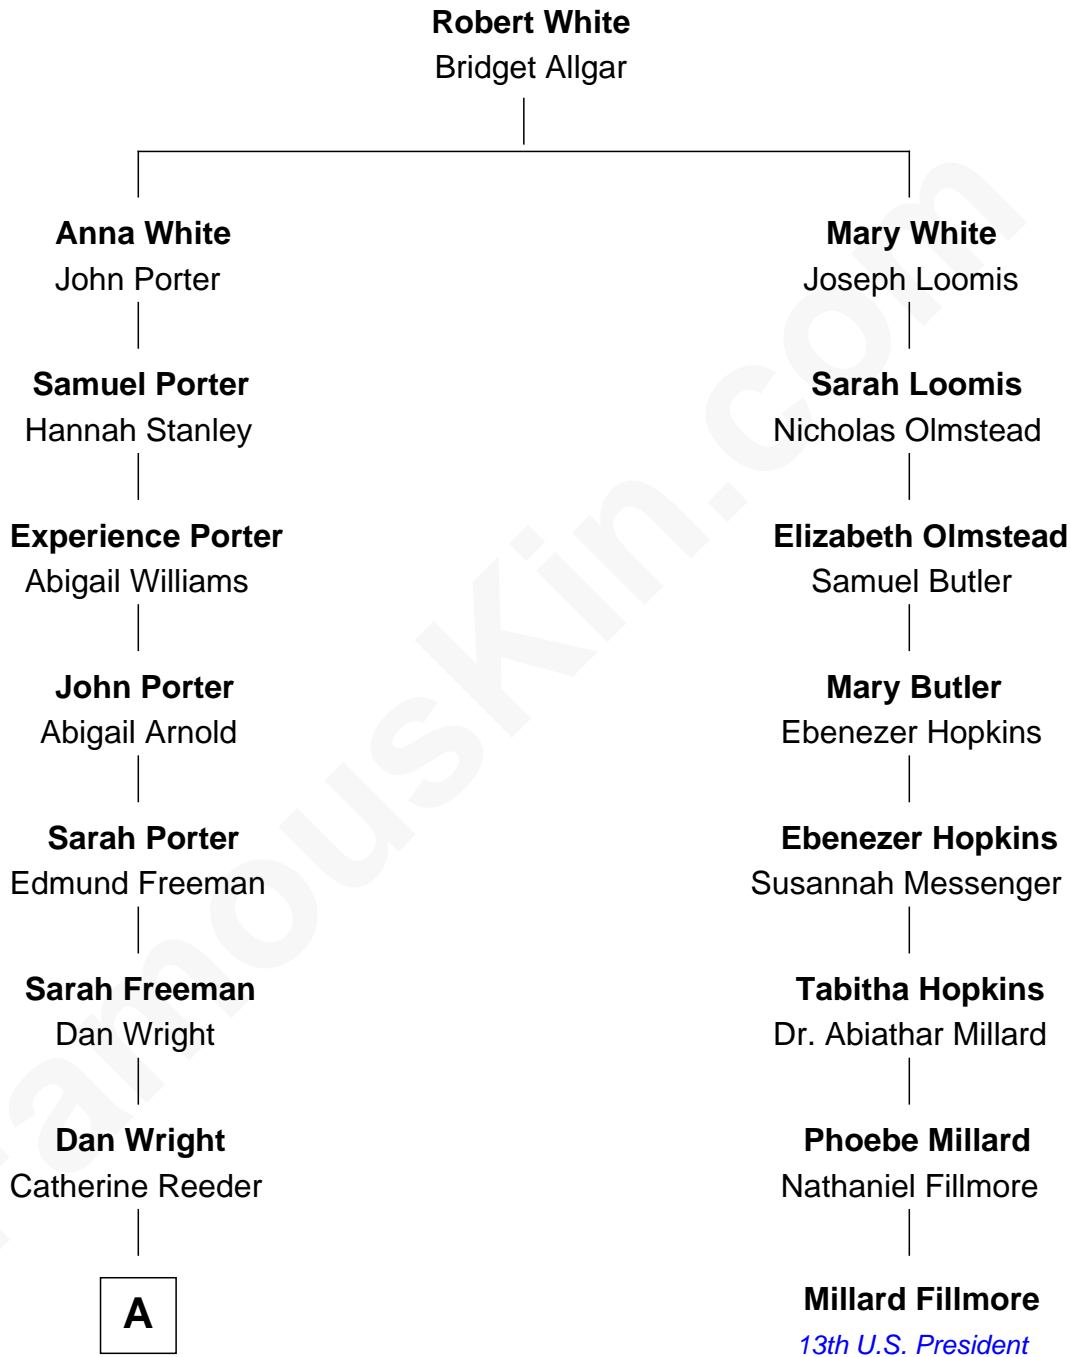 Robert White
Bridget Allgar
Anna White
John Porter
Mary White
Joseph Loomis
Samuel Porter
Hannah Stanley
Sarah Loomis
Nicholas Olmstead
Experience Porter
Abigail Williams
Elizabeth Olmstead
Samuel Butler
John Porter
Abigail Arnold
Mary Butler
Ebenezer Hopkins
Sarah Porter
Edmund Freeman
Ebenezer Hopkins
Susannah Messenger
Sarah Freeman
Dan Wright
Tabitha Hopkins
Dr. Abiathar Millard
Dan Wright
Catherine Reeder
Phoebe Millard
Nathaniel Fillmore
A
Millard Fillmore
13th U.S. President
FamousKin.com